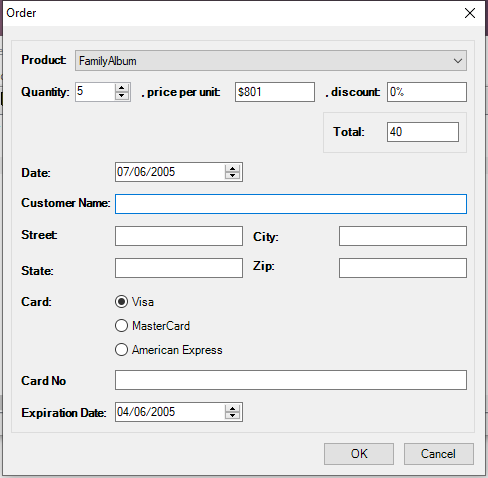 Order
Product: FamilyAlbum
Quantity: 5 , price per unit: $801 , discount: 0%
Total: 40
Date: 07/06/2005
Customer Name:
Street: City:
State: Zip:
Card: Visa
MasterCard
American Express
Card No
Expiration Date: 04/06/2005
OK Cancel